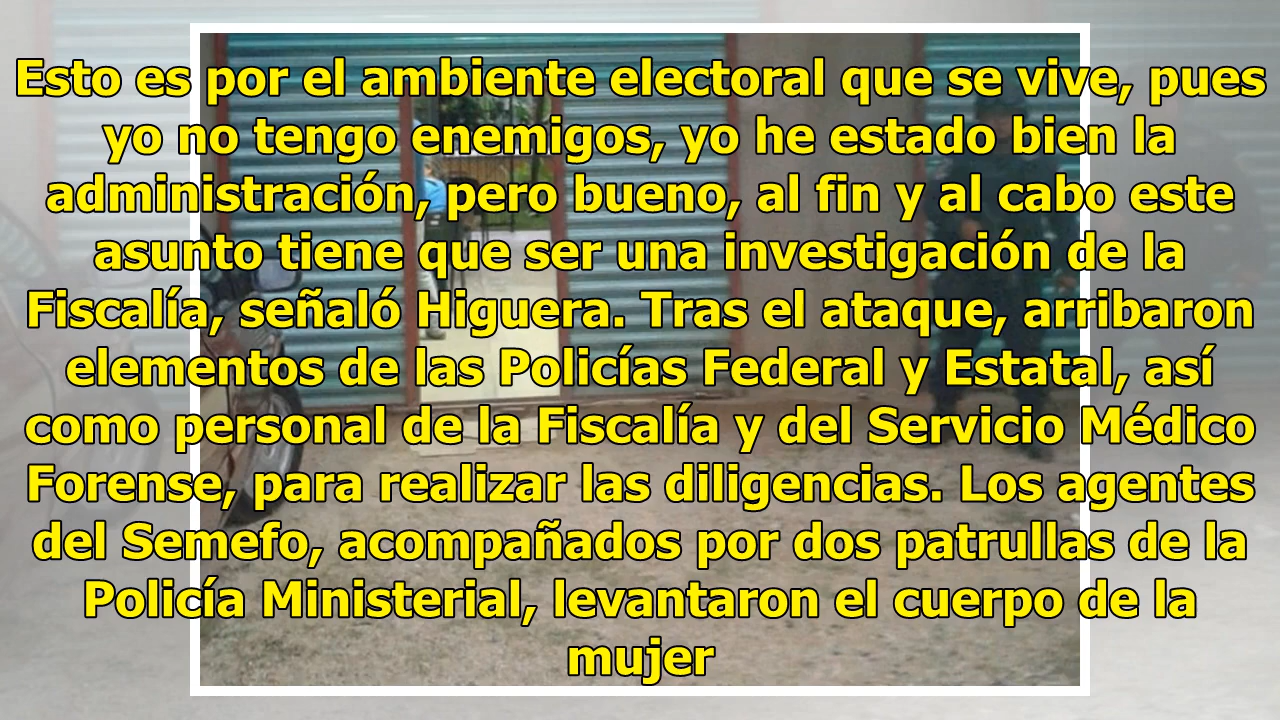 Esto es por el ambiente electoral que se vive, pues
yo no tengo enemigos, yo he estado bien la
administración, pero bueno, al fin y al cabo este
asunto tiene que ser una investigación de la
Fiscalía, señaló Higuera. Tras el ataque, arribaron
elementos de las Policías Federal y Estatal, así
como personal de la Fiscalía y del Servicio Médico
Forense, para realizar las diligencias. Los agentes
del Semefo, acompañados por dos patrullas de la
Policía Ministerial, levantaron el cuerpo de la
mujer